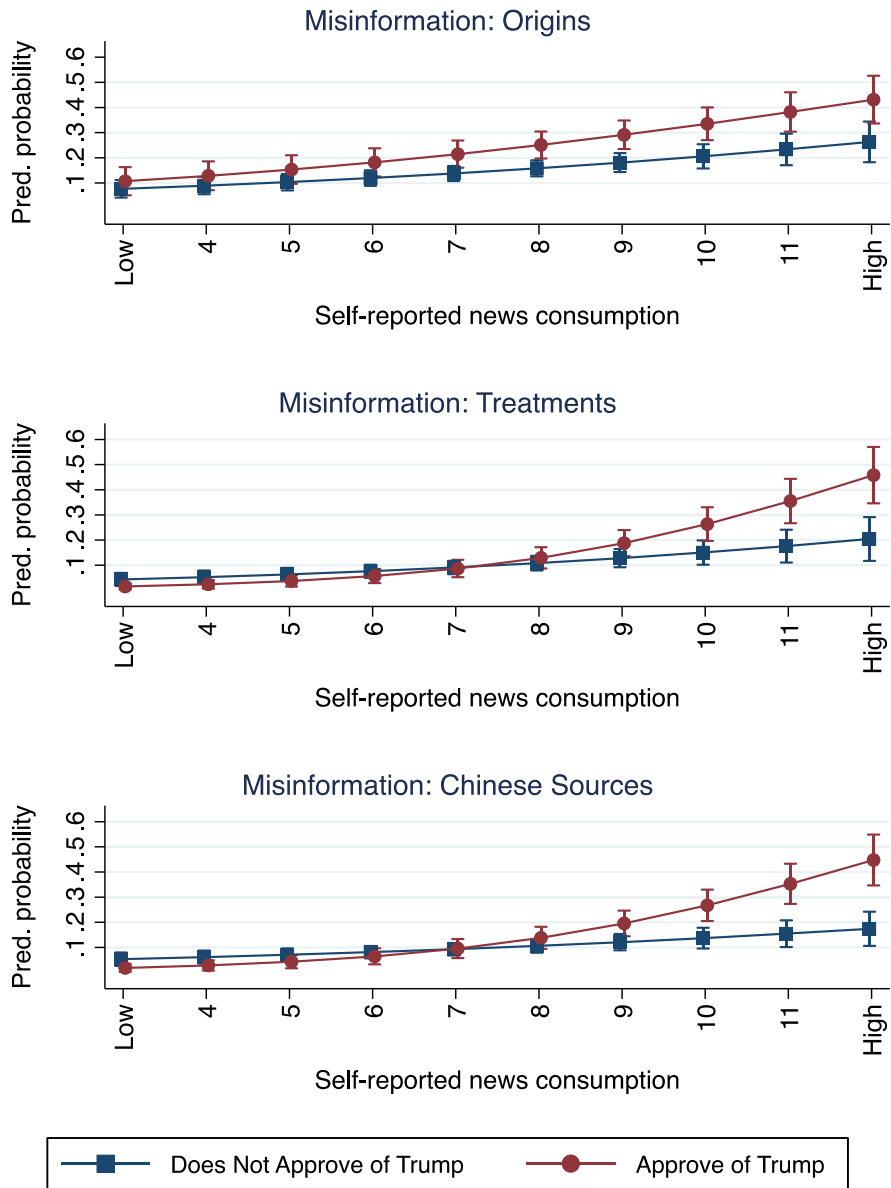 Misinformation: Origins
Pred. probability
.1 .2 .3 .4 .5 .6
Low 4 5 6 7 8 9 10 11 High
Self-reported news consumption
Misinformation: Treatments
Pred. probability
.1 .2 .3 .4 .5 .6
Low 4 5 6 7 8 9 10 11 High
Self-reported news consumption
Misinformation: Chinese Sources
Pred. probability
.1 .2 .3 .4 .5 .6
Low 4 5 6 7 8 9 10 11 High
Self-reported news consumption
Does Not Approve of Trump Approve of Trump